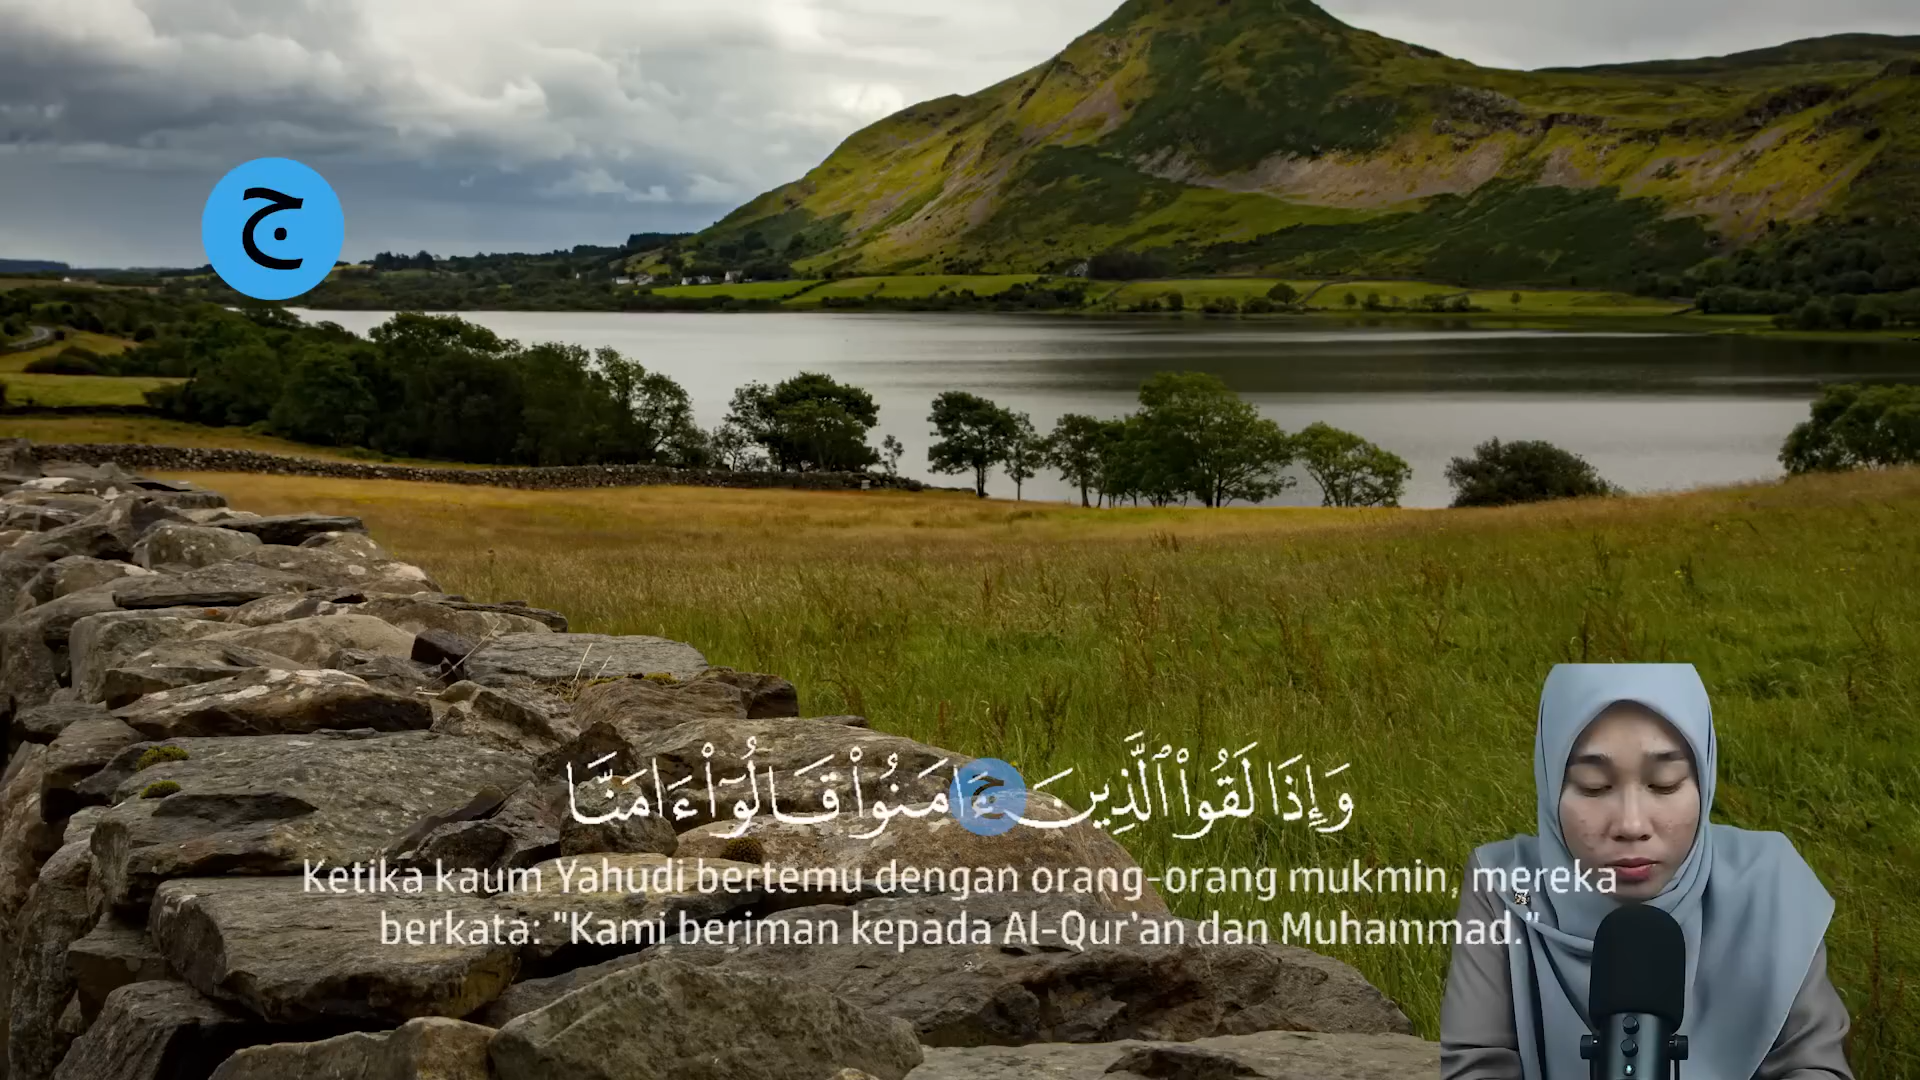 ج
وَإِذَا لَقُوا۟ ٱلَّذِينَ ج ءَامَنُوا۟ قَالُوٓا۟ ءَامَنَّا
Ketika kaum Yahudi bertemu dengan orang-orang mukmin, mereka
berkata: "Kami beriman kepada Al-Qur'an dan Muhammad."